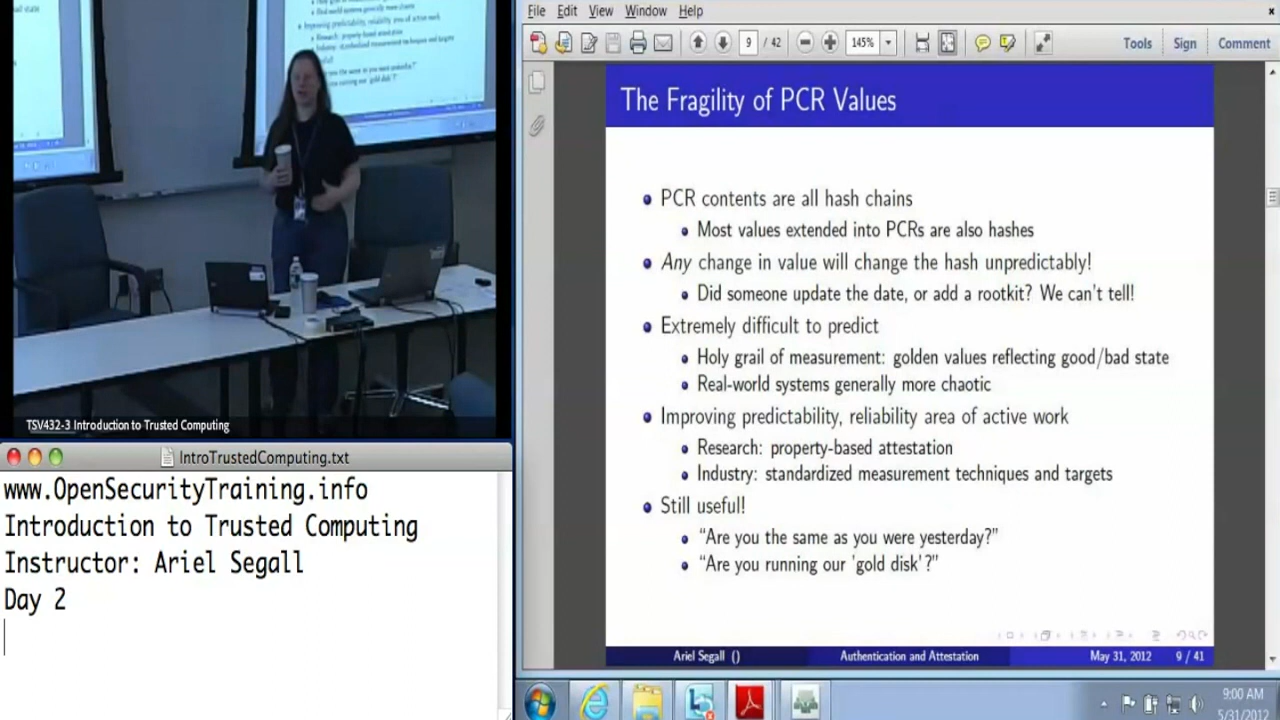 TSV432-3 Introduction to Trusted Computing
IntroTrustedComputing.txt
www.OpenSecurityTraining.info
Introduction to Trusted Computing
Instructor: Ariel Segall
Day 2
File Edit View Window Help
9 / 42 145% Tools Sign Comment
The Fragility of PCR Values
PCR contents are all hash chains
Most values extended into PCRs are also hashes
Any change in value will change the hash unpredictably!
Did someone update the date, or add a rootkit? We can't tell!
Extremely difficult to predict
Holy grail of measurement: golden values reflecting good/bad state
Real-world systems generally more chaotic
Improving predictability, reliability area of active work
Research: property-based attestation
Industry: standardized measurement techniques and targets
Still useful!
“Are you the same as you were yesterday?”
“Are you running our 'gold disk'?”
Ariel Segall () Authentication and Attestation May 31, 2012 9 / 41
9:00 AM
5/31/2012